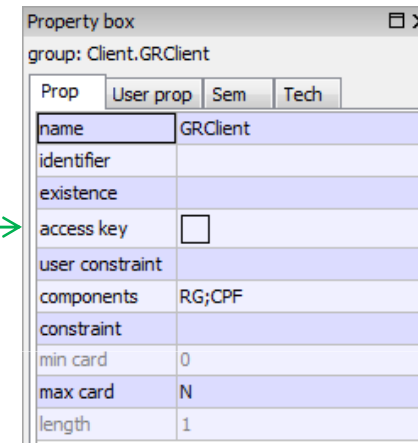 Property box
group: Client.GRClient
Prop User prop Sem Tech
name GRClient
identifier
existence
access key
user constraint
components RG;CPF
constraint
min card 0
max card N
length 1